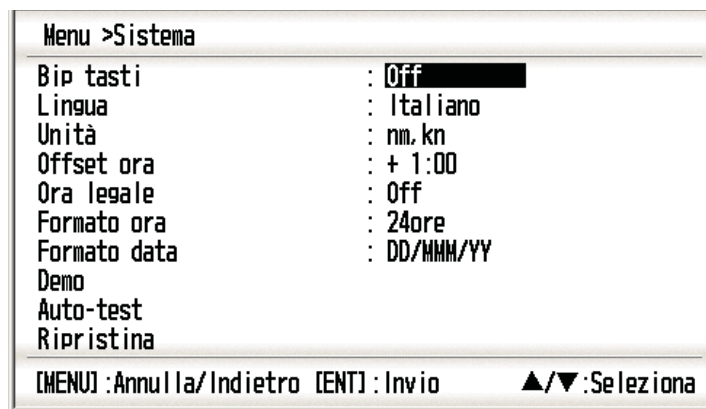 Menu >Sistema
Bip tasti : Off
Lingua : Italiano
Unità : nm,kn
Offset ora : + 1:00
Ora legale : Off
Formato ora : 24ore
Formato data : DD/MMM/YY
Demo
Auto-test
Ripristina
[MENU]:Annulla/Indietro [ENT]:Invio ▲/▼:Seleziona